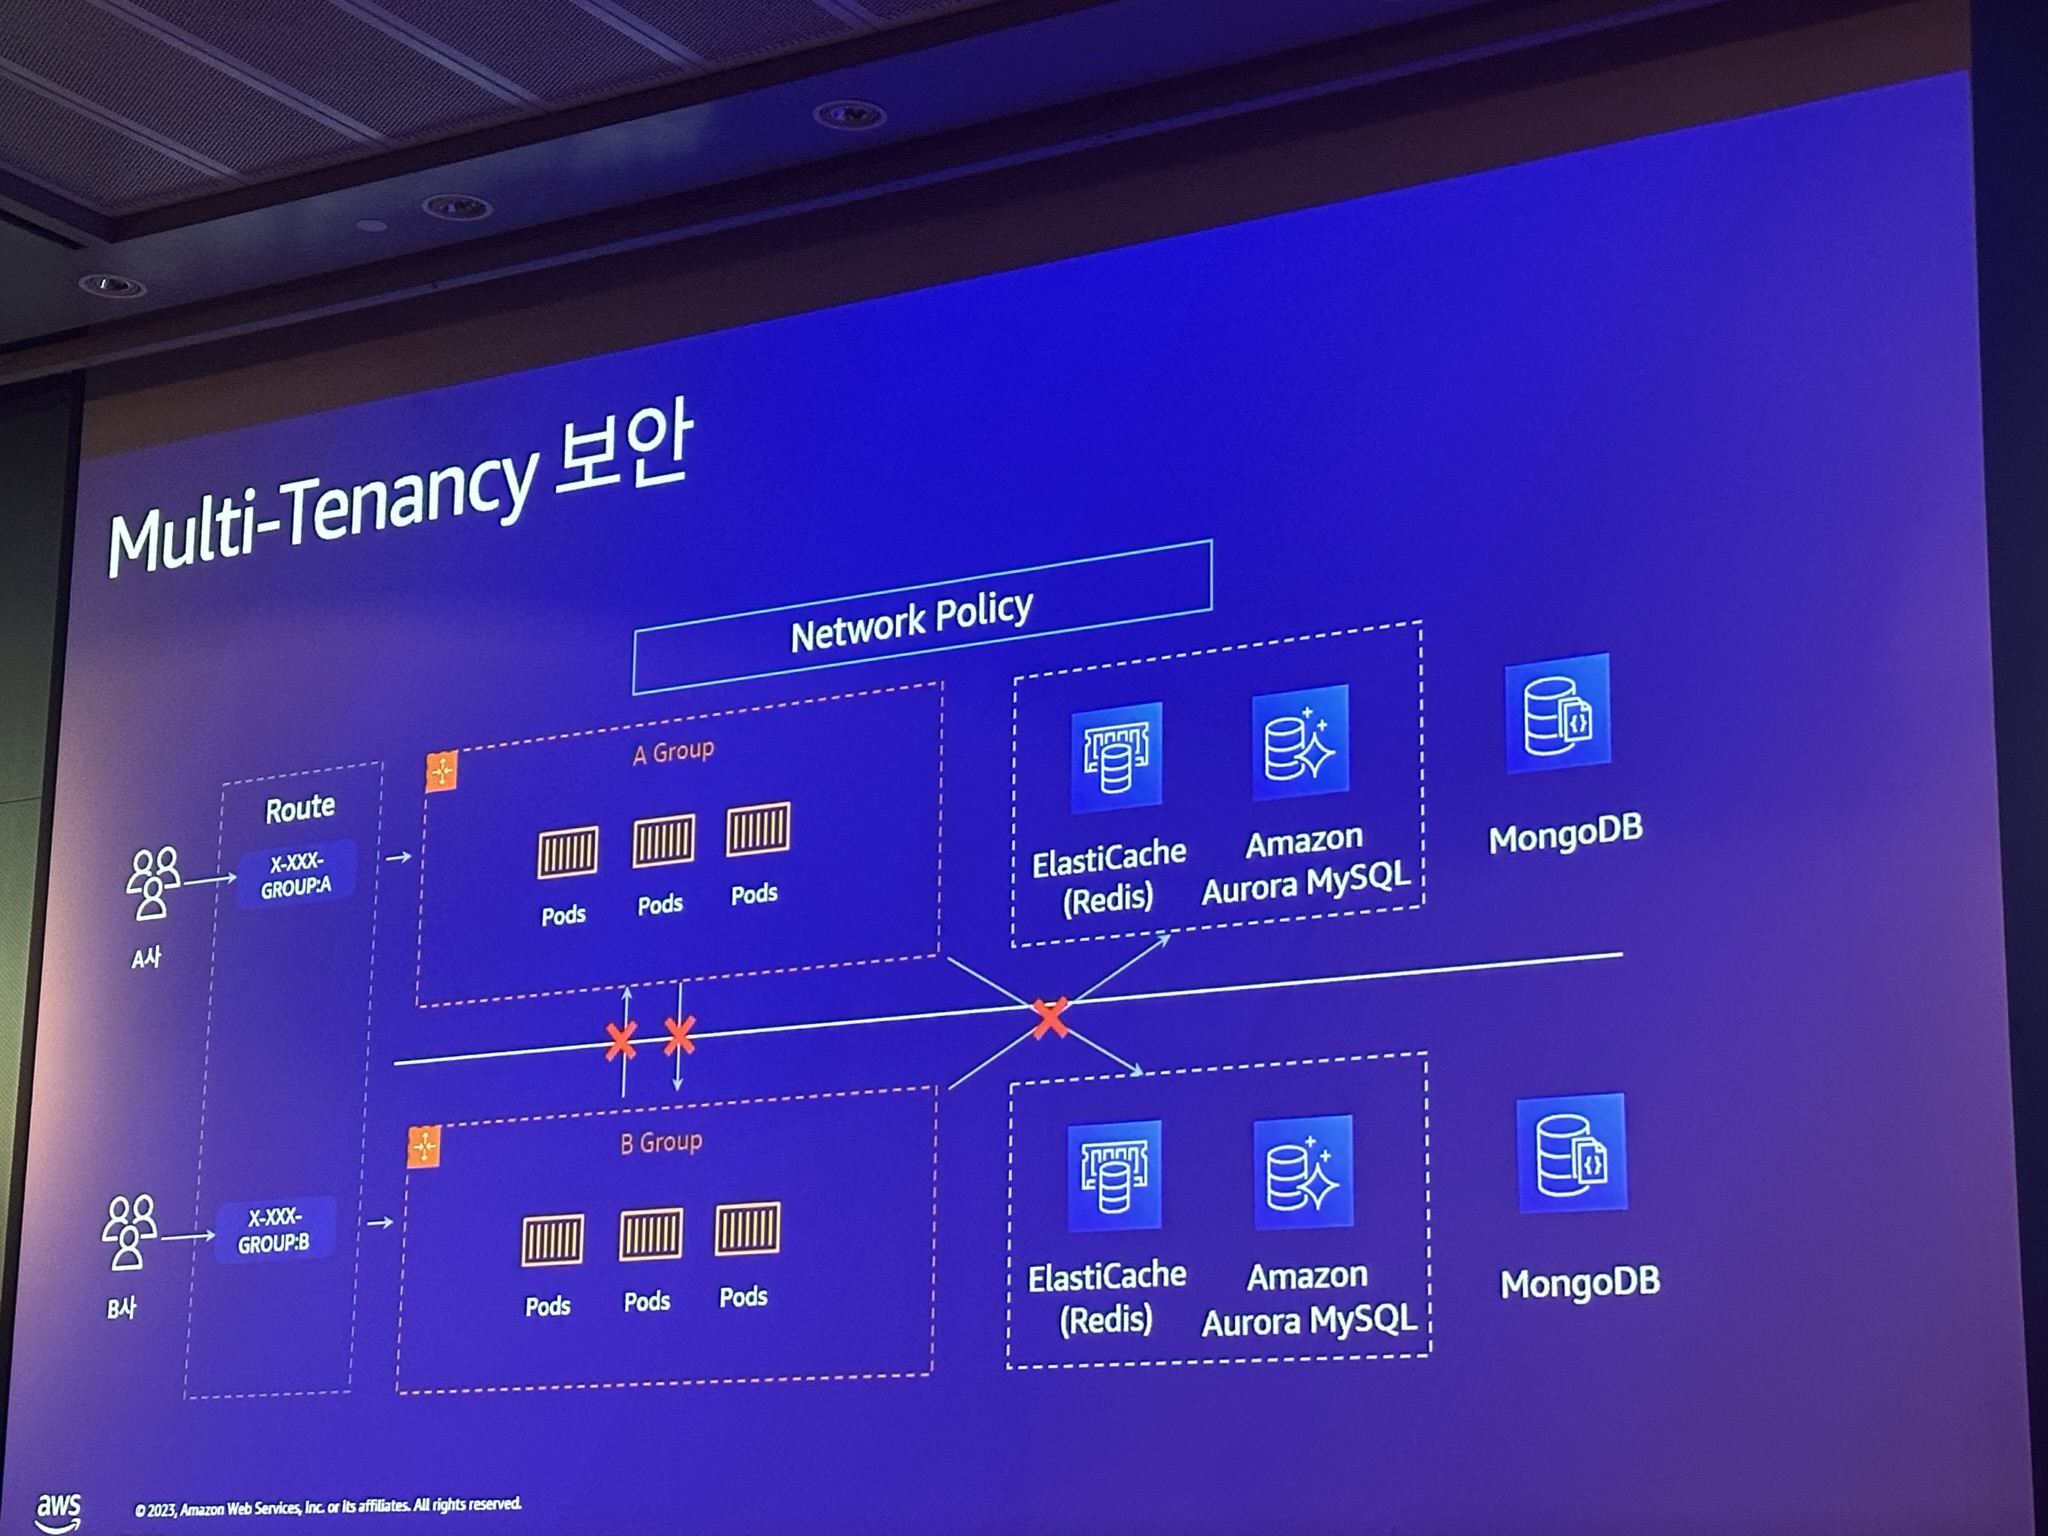 Multi-Tenancy 보안
Network Policy
Route
A사
X-XXX-
GROUP:A
A Group
Pods
Pods
Pods
ElastiCache
(Redis)
Amazon
Aurora MySQL
MongoDB
B사
X-XXX-
GROUP:B
B Group
Pods
Pods
Pods
ElastiCache
(Redis)
Amazon
Aurora MySQL
MongoDB
aws
© 2023, Amazon Web Services, Inc. or its affiliates. All rights reserved.